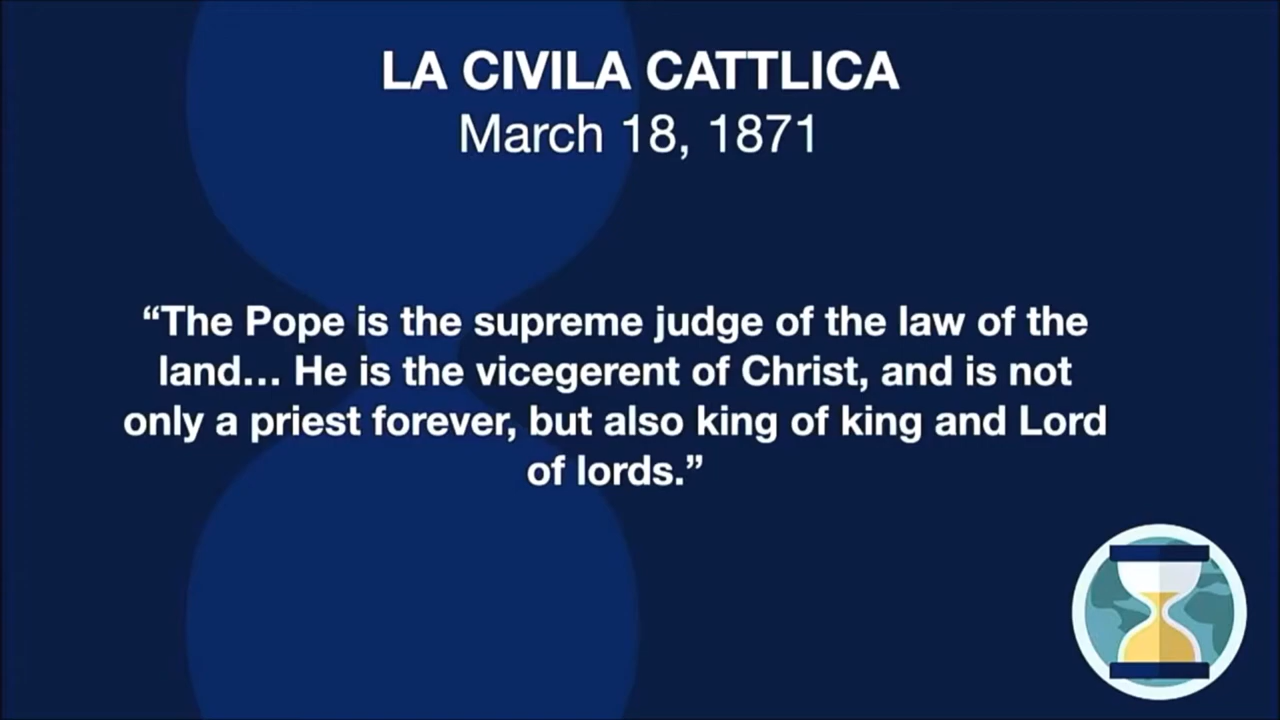 LA CIVILA CATTLICA
March 18, 1871
“The Pope is the supreme judge of the law of the
land... He is the vicegerent of Christ, and is not
only a priest forever, but also king of king and Lord
of lords.”